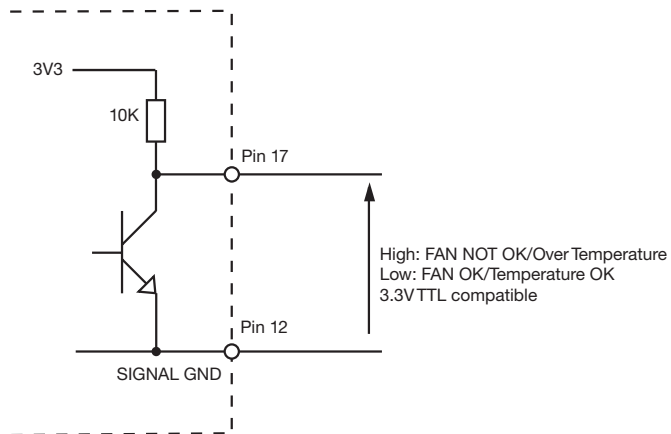 3V3
10K
Pin 17
High: FAN NOT OK/Over Temperature
Low: FAN OK/Temperature OK
3.3V TTL compatible
Pin 12
SIGNAL GND